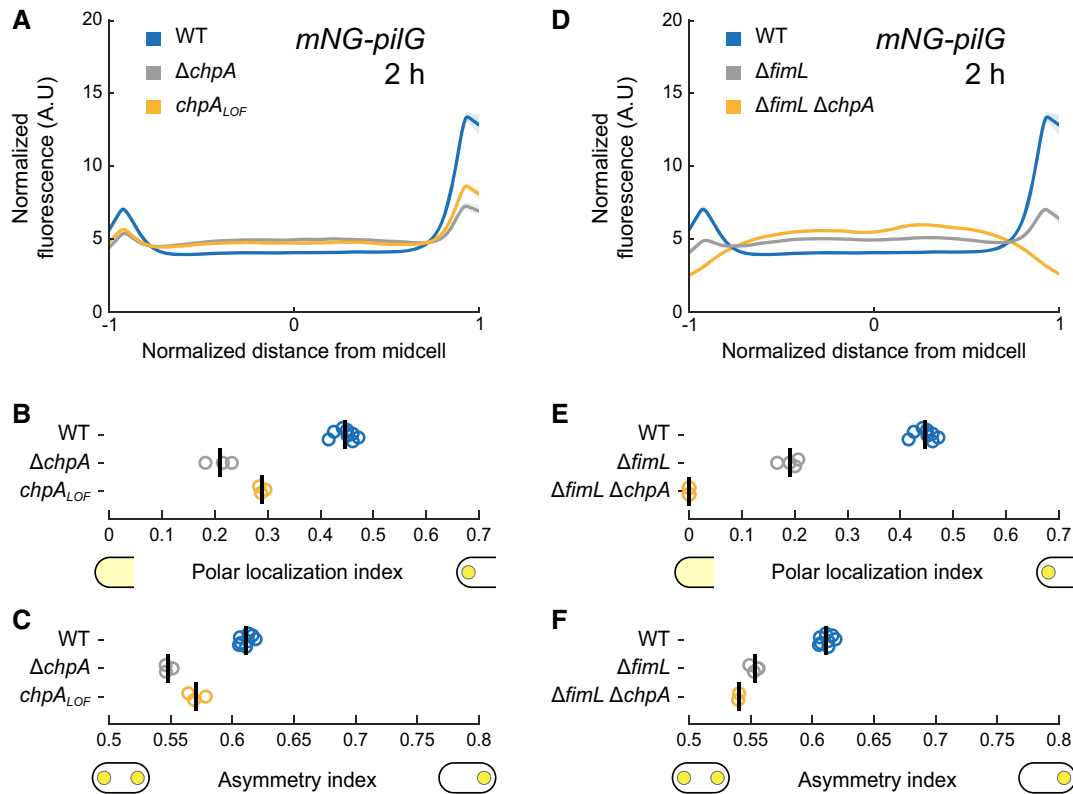 A
20
15
10
5
0
Normalized
fluorescence (A.U)
WT
ΔchpA
chpA_LOF
mNG-pilG
2 h
-1
0
1
Normalized distance from midcell
D
20
15
10
5
0
Normalized
fluorescence (A.U)
WT
ΔfimL
ΔfimL ΔchpA
mNG-pilG
2 h
-1
0
1
Normalized distance from midcell
B
WT
ΔchpA
chpA_LOF
0 0.1 0.2 0.3 0.4 0.5 0.6 0.7
Polar localization index
E
WT
ΔfimL
ΔfimL ΔchpA
0 0.1 0.2 0.3 0.4 0.5 0.6 0.7
Polar localization index
C
WT
ΔchpA
chpA_LOF
0.5 0.55 0.6 0.65 0.7 0.75 0.8
Asymmetry index
F
WT
ΔfimL
ΔfimL ΔchpA
0.5 0.55 0.6 0.65 0.7 0.75 0.8
Asymmetry index